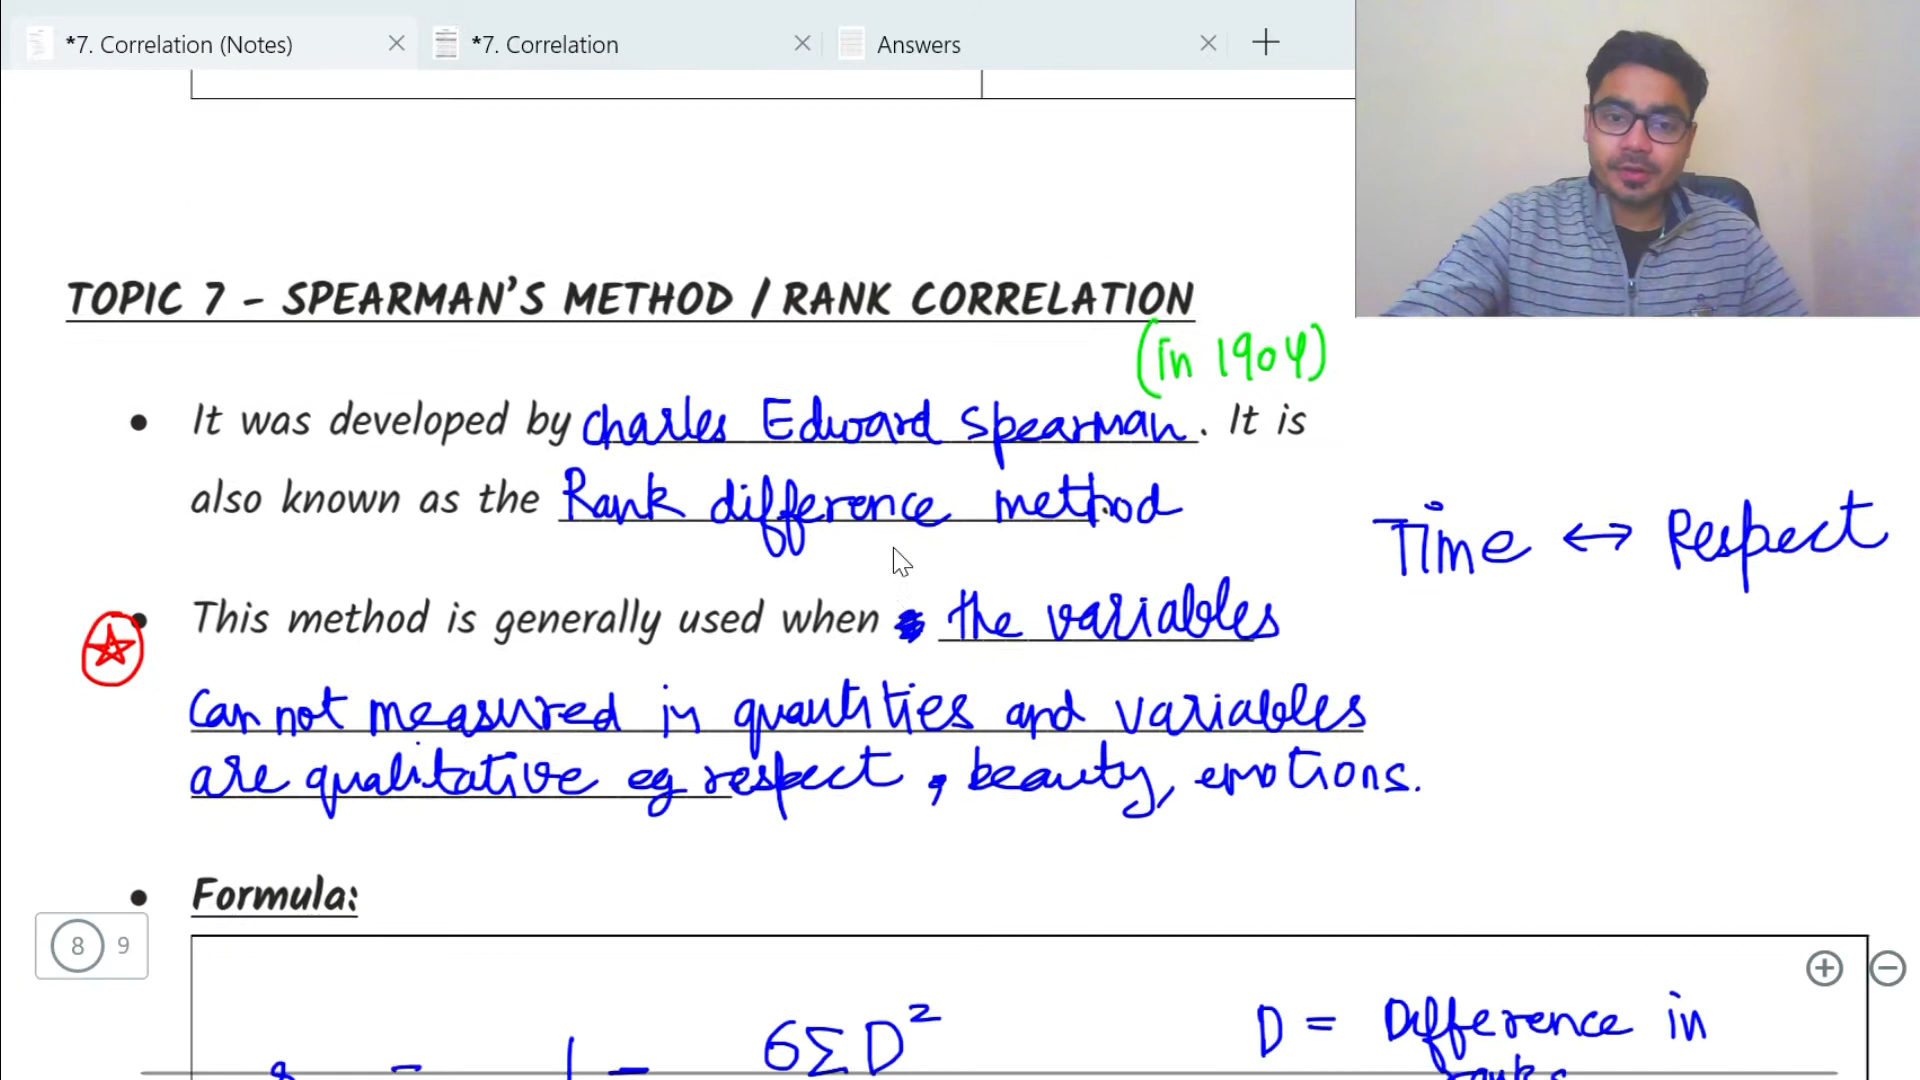 *7. Correlation (Notes)
*7. Correlation
Answers
TOPIC 7 - SPEARMAN'S METHOD / RANK CORRELATION
(In 1904)
It was developed by Charles Edward Spearman. It is
also known as the Rank difference method
Time ↔ Respect
This method is generally used when the variables
can not measured in quantities and variables
are qualitative eg respect, beauty, emotions.
Formula:
8 9
D = Difference in
ranks
= 1 - 6ΣD²